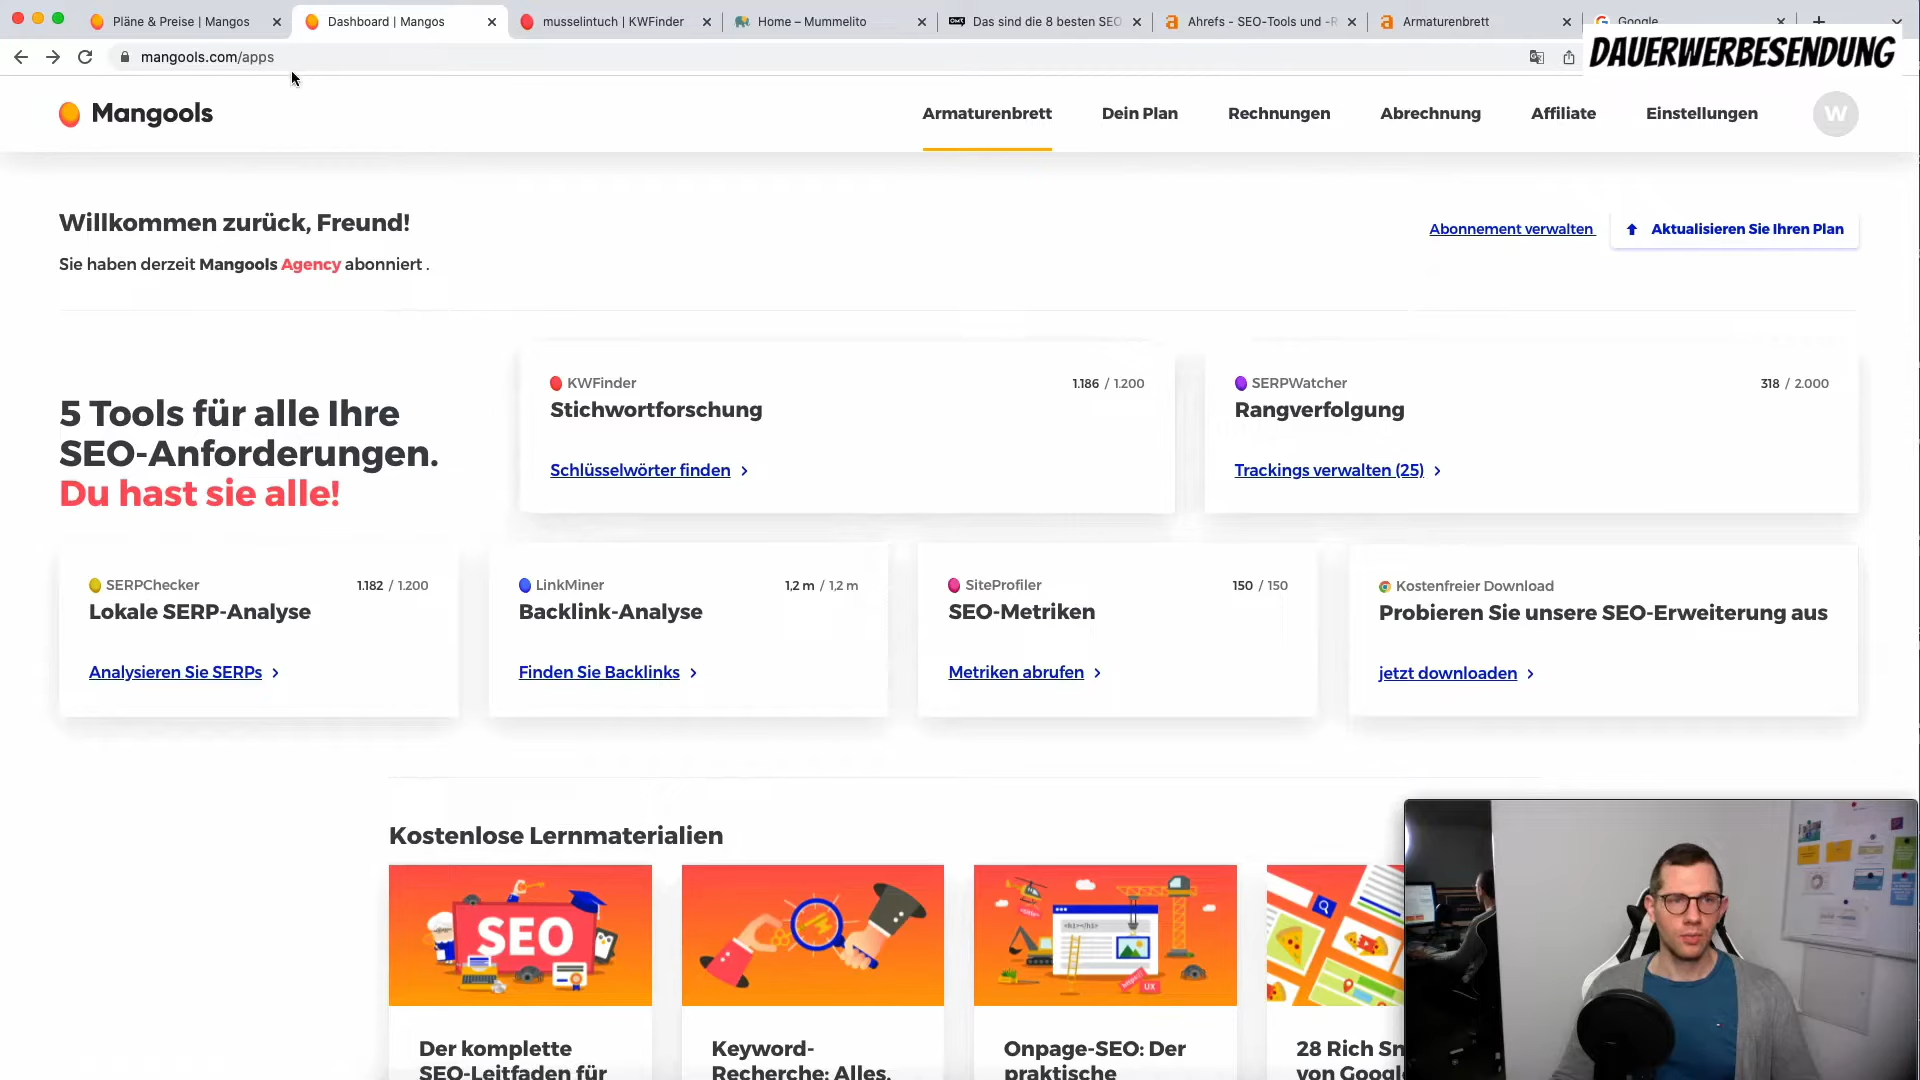 Pläne & Preise | Mangos
Dashboard | Mangos
musselintuch | KWFinder
Home – Mummelito
Das sind die 8 besten SEO
Ahrefs - SEO-Tools und -R
Armaturenbrett
Google
mangools.com/apps
DAUERWERBESENDUNG
Mangools
Armaturenbrett
Dein Plan
Rechnungen
Abrechnung
Affiliate
Einstellungen
W
Willkommen zurück, Freund!
Abonnement verwalten
Aktualisieren Sie Ihren Plan
Sie haben derzeit Mangools Agency abonniert .
5 Tools für alle Ihre
SEO-Anforderungen.
Du hast sie alle!
KWFinder
1.186 / 1.200
Stichwortforschung
Schlüsselwörter finden
SERPWatcher
318 / 2.000
Rangverfolgung
Trackings verwalten (25)
SERPChecker
1.182 / 1.200
Lokale SERP-Analyse
Analysieren Sie SERPs
LinkMiner
1,2 m / 1,2 m
Backlink-Analyse
Finden Sie Backlinks
SiteProfiler
150 / 150
SEO-Metriken
Metriken abrufen
Kostenfreier Download
Probieren Sie unsere SEO-Erweiterung aus
jetzt downloaden
Kostenlose Lernmaterialien
SEO
<h1></h1>
UX
Der komplette
SEO-Leitfaden für
Keyword-
Recherche: Alles,
Onpage-SEO: Der
praktische
28 Rich Sn
von Googl